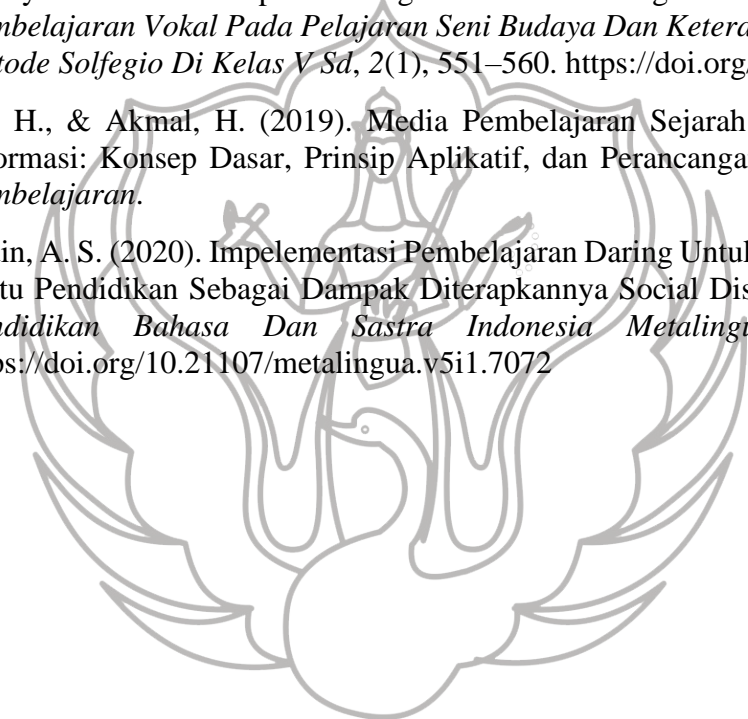 mbelajaran Vokal Pada Pelajaran Seni Budaya Dan Ketera
tode Solfegio Di Kelas V Sd, 2(1), 551–560. https://doi.org/
H., & Akmal, H. (2019). Media Pembelajaran Sejarah
ormasi: Konsep Dasar, Prinsip Aplikatif, dan Perancanga
mbelajaran.
in, A. S. (2020). Impelementasi Pembelajaran Daring Untuk
tu Pendidikan Sebagai Dampak Diterapkannya Social Dis
ndidikan Bahasa Dan Sastra Indonesia Metalingu
ps://doi.org/10.21107/metalingua.v5i1.7072